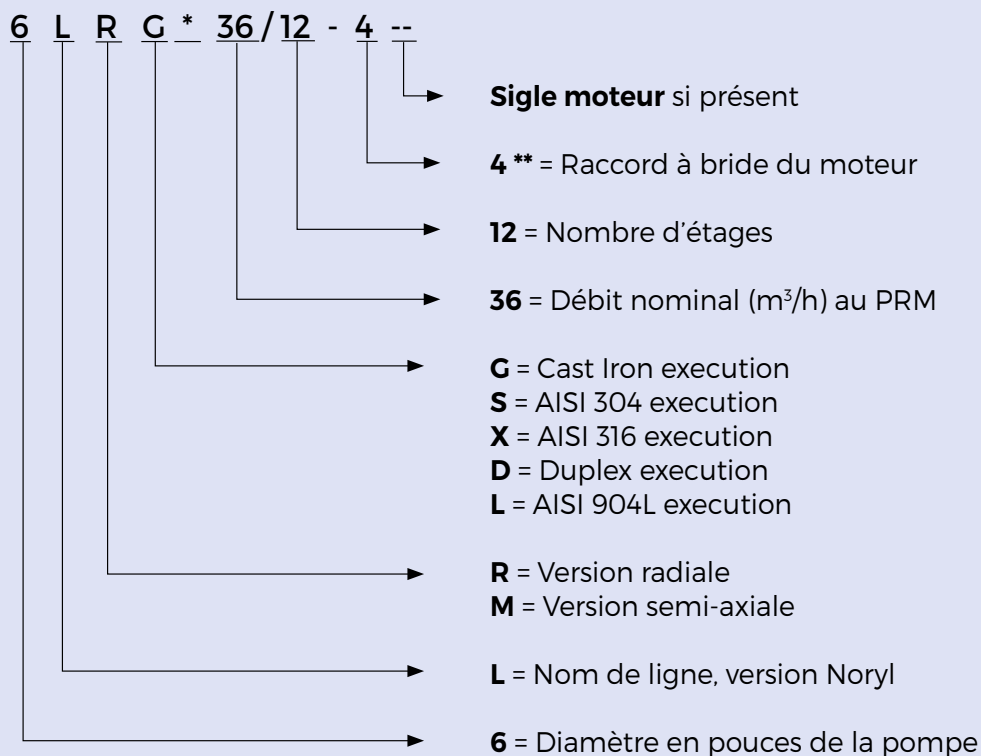 6 L R G * 36 / 12 - 4 --
Sigle moteur si présent
4 ** = Raccord à bride du moteur
12 = Nombre d'étages
36 = Débit nominal (m³/h) au PRM
G = Cast Iron execution
S = AISI 304 execution
X = AISI 316 execution
D = Duplex execution
L = AISI 904L execution
R = Version radiale
M = Version semi-axiale
L = Nom de ligne, version Noryl
6 = Diamètre en pouces de la pompe